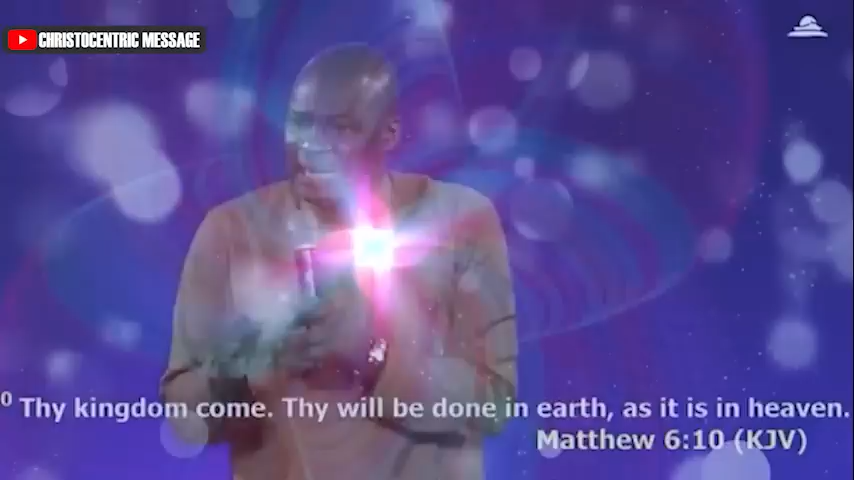 CHRISTOCENTRIC MESSAGE
0 Thy kingdom come. Thy will be done in earth, as it is in heaven.
Matthew 6:10 (KJV)